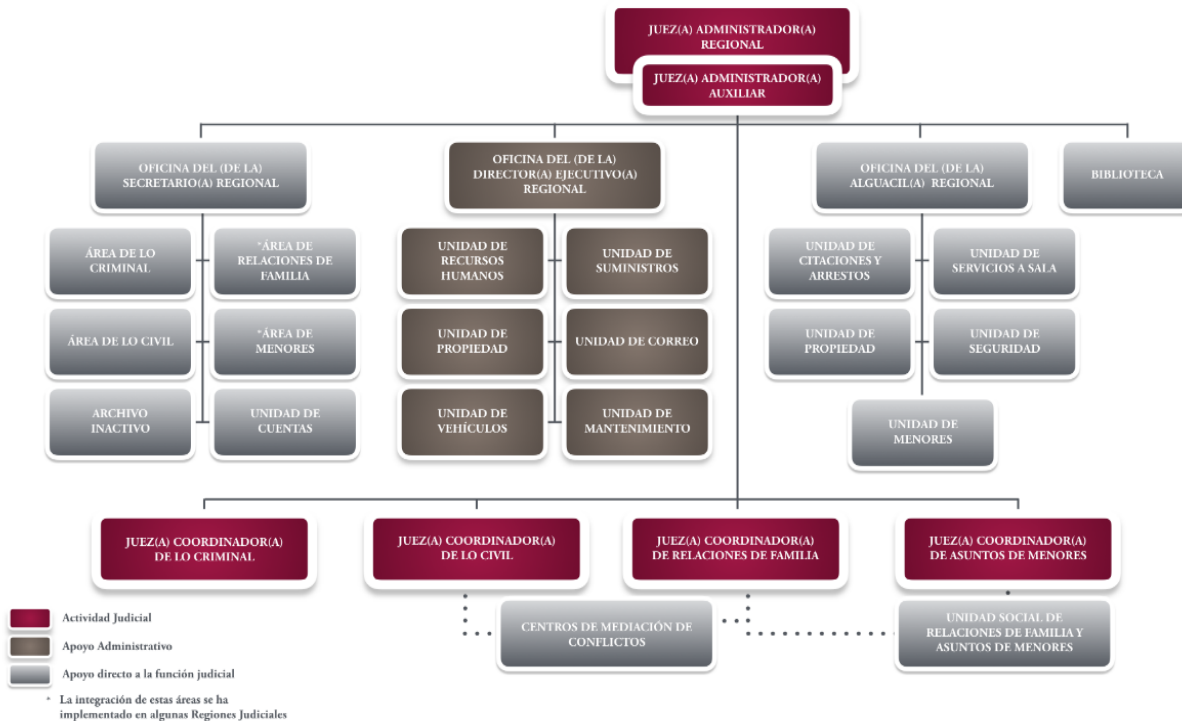 JUEZ(A) ADMINISTRADOR(A)
REGIONAL
JUEZ(A) ADMINISTRADOR(A)
AUXILIAR
OFICINA DEL (DE LA)
SECRETARIO(A) REGIONAL
OFICINA DEL (DE LA)
DIRECTOR(A) EJECUTIVO(A)
REGIONAL
OFICINA DEL (DE LA)
ALGUACIL(A) REGIONAL
BIBLIOTECA
ÁREA DE LO
CRIMINAL
*ÁREA DE
RELACIONES DE
FAMILIA
UNIDAD DE
RECURSOS
HUMANOS
UNIDAD DE
SUMINISTROS
UNIDAD DE
CITACIONES Y
ARRESTOS
UNIDAD DE
SERVICIOS A SALA
ÁREA DE LO CIVIL
*ÁREA DE
MENORES
UNIDAD DE
PROPIEDAD
UNIDAD DE CORREO
UNIDAD DE
PROPIEDAD
UNIDAD DE
SEGURIDAD
ARCHIVO
INACTIVO
UNIDAD DE
CUENTAS
UNIDAD DE
VEHÍCULOS
UNIDAD DE
MANTENIMIENTO
UNIDAD DE
MENORES
JUEZ(A) COORDINADOR(A)
DE LO CRIMINAL
JUEZ(A) COORDINADOR(A)
DE LO CIVIL
JUEZ(A) COORDINADOR(A)
DE RELACIONES DE FAMILIA
JUEZ(A) COORDINADOR(A)
DE ASUNTOS DE MENORES
CENTROS DE MEDIACIÓN DE
CONFLICTOS
UNIDAD SOCIAL DE
RELACIONES DE FAMILIA Y
ASUNTOS DE MENORES
Actividad Judicial
Apoyo Administrativo
Apoyo directo a la función judicial
* La integración de estas áreas se ha
implementado en algunas Regiones Judiciales